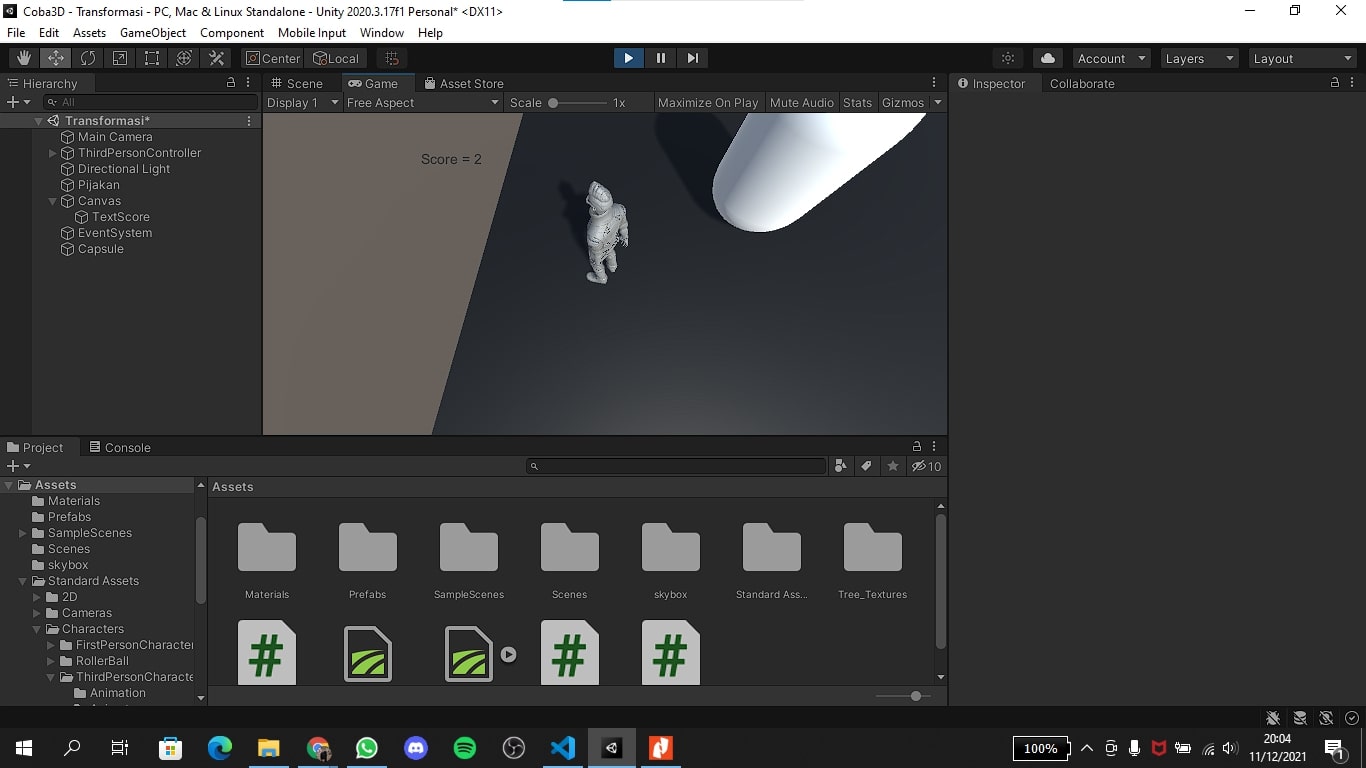 Coba3D - Transformasi - PC, Mac & Linux Standalone - Unity 2020.3.17f1 Personal* <DX11>
File Edit Assets GameObject Component Mobile Input Window Help
Center Local Account Layers Layout
Hierarchy
All
Transformasi*
Main Camera
ThirdPersonController
Directional Light
Pijakan
Canvas
TextScore
EventSystem
Capsule
Scene Game Asset Store
Display 1 Free Aspect Scale 1x Maximize On Play Mute Audio Stats Gizmos
Score = 2
Inspector Collaborate
Project Console
10
Assets
Materials
Prefabs
SampleScenes
Scenes
skybox
Standard Assets
2D
Cameras
Characters
FirstPersonCharacter
RollerBall
ThirdPersonCharacte
Animation
Assets
Materials Prefabs SampleScenes Scenes skybox Standard Ass... Tree_Textures
100%
20:04
11/12/2021
1